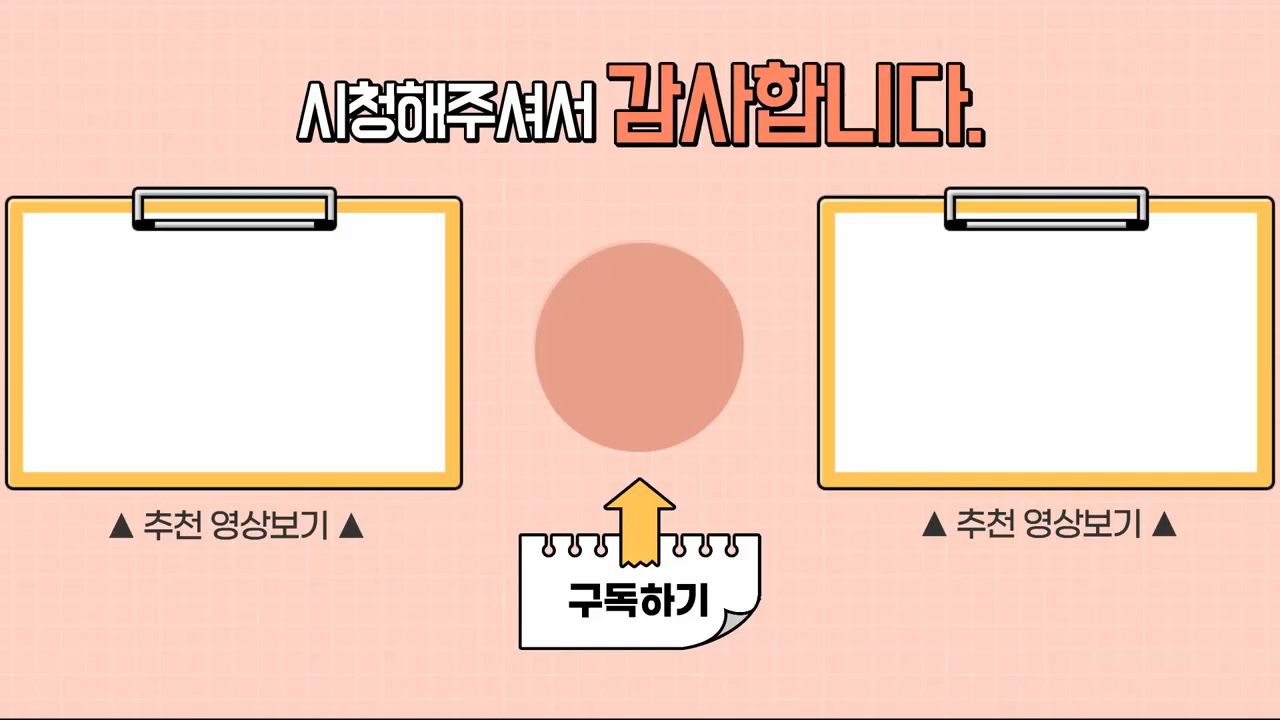 시청해주셔서 감사합니다.
▲ 추천 영상보기 ▲
▲ 추천 영상보기 ▲
구독하기